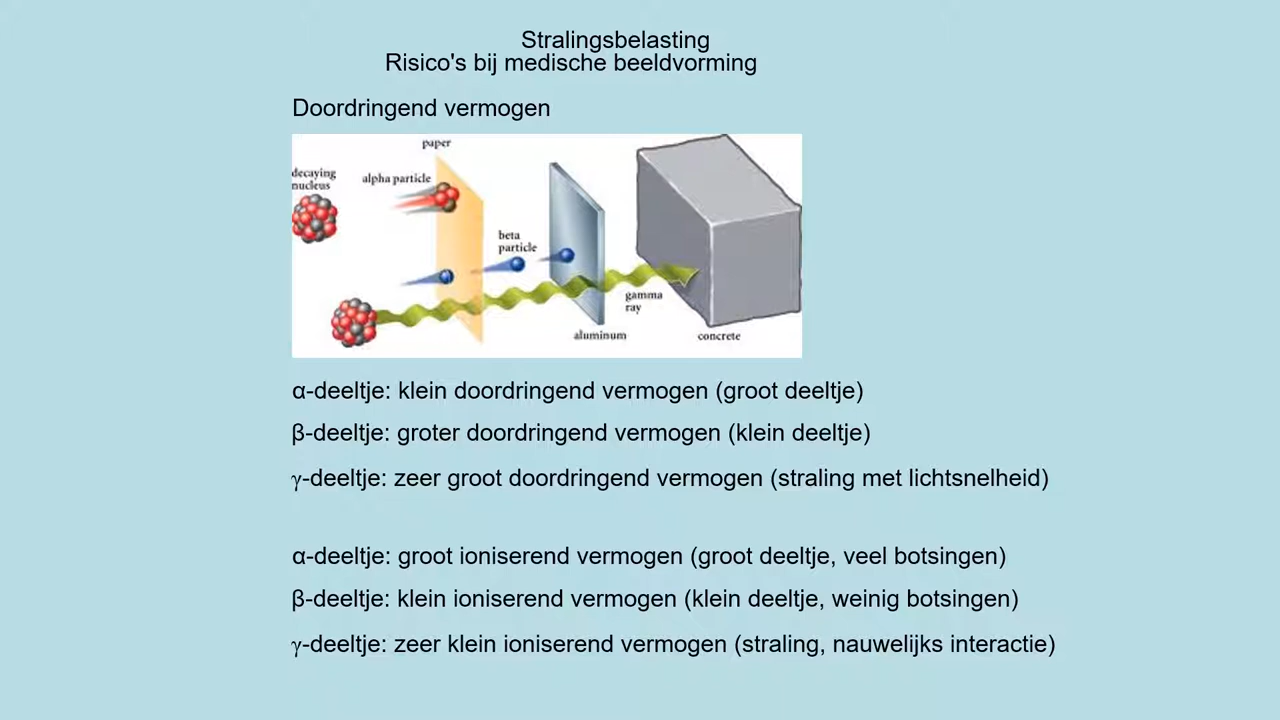 Stralingsbelasting
Risico's bij medische beeldvorming
Doordringend vermogen
paper
decaying
nucleus
alpha particle
beta
particle
gamma
ray
aluminum
concrete
α-deeltje: klein doordringend vermogen (groot deeltje)
β-deeltje: groter doordringend vermogen (klein deeltje)
γ-deeltje: zeer groot doordringend vermogen (straling met lichtsnelheid)
α-deeltje: groot ioniserend vermogen (groot deeltje, veel botsingen)
β-deeltje: klein ioniserend vermogen (klein deeltje, weinig botsingen)
γ-deeltje: zeer klein ioniserend vermogen (straling, nauwelijks interactie)